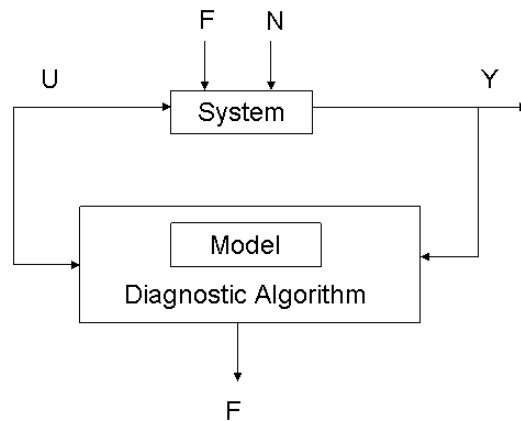 F N
U Y
System
Model
Diagnostic Algorithm
F